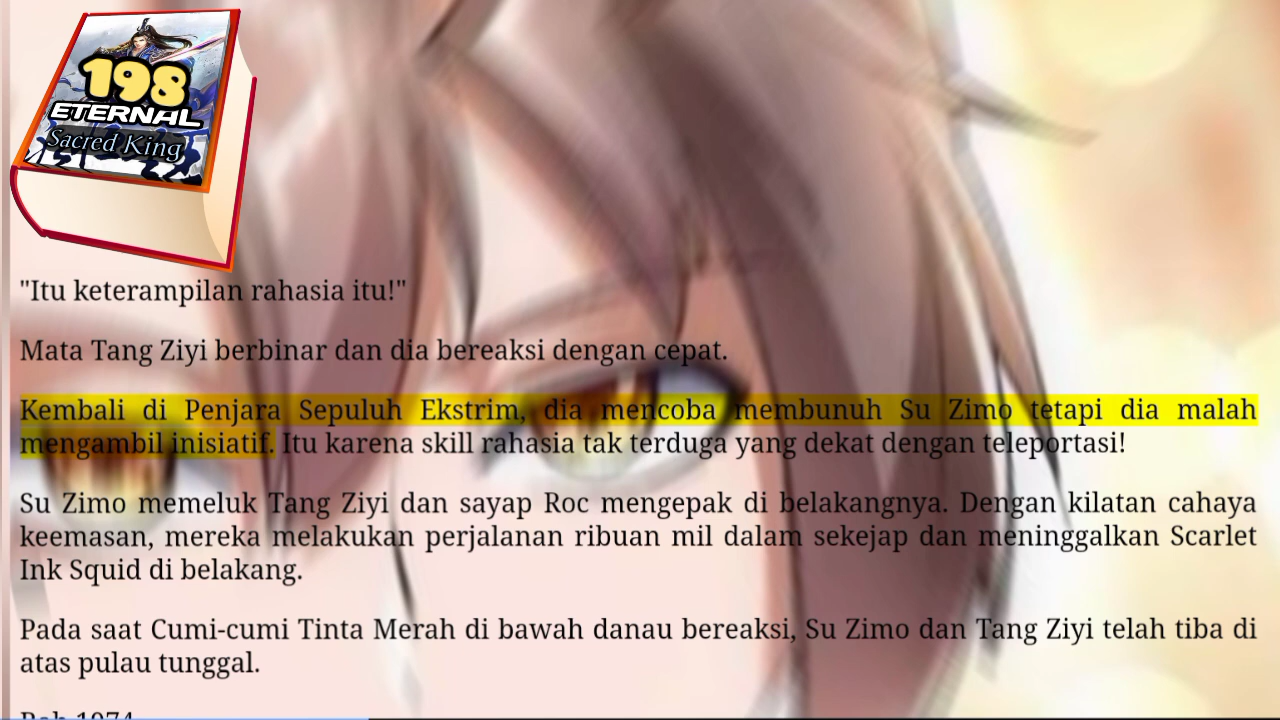 198
ETERNAL
Sacred King
"Itu keterampilan rahasia itu!"
Mata Tang Ziyi berbinar dan dia bereaksi dengan cepat.
Kembali di Penjara Sepuluh Ekstrim, dia mencoba membunuh Su Zimo tetapi dia malah
mengambil inisiatif. Itu karena skill rahasia tak terduga yang dekat dengan teleportasi!
Su Zimo memeluk Tang Ziyi dan sayap Roc mengepak di belakangnya. Dengan kilatan cahaya
keemasan, mereka melakukan perjalanan ribuan mil dalam sekejap dan meninggalkan Scarlet
Ink Squid di belakang.
Pada saat Cumi-cumi Tinta Merah di bawah danau bereaksi, Su Zimo dan Tang Ziyi telah tiba di
atas pulau tunggal.
Bab 1974